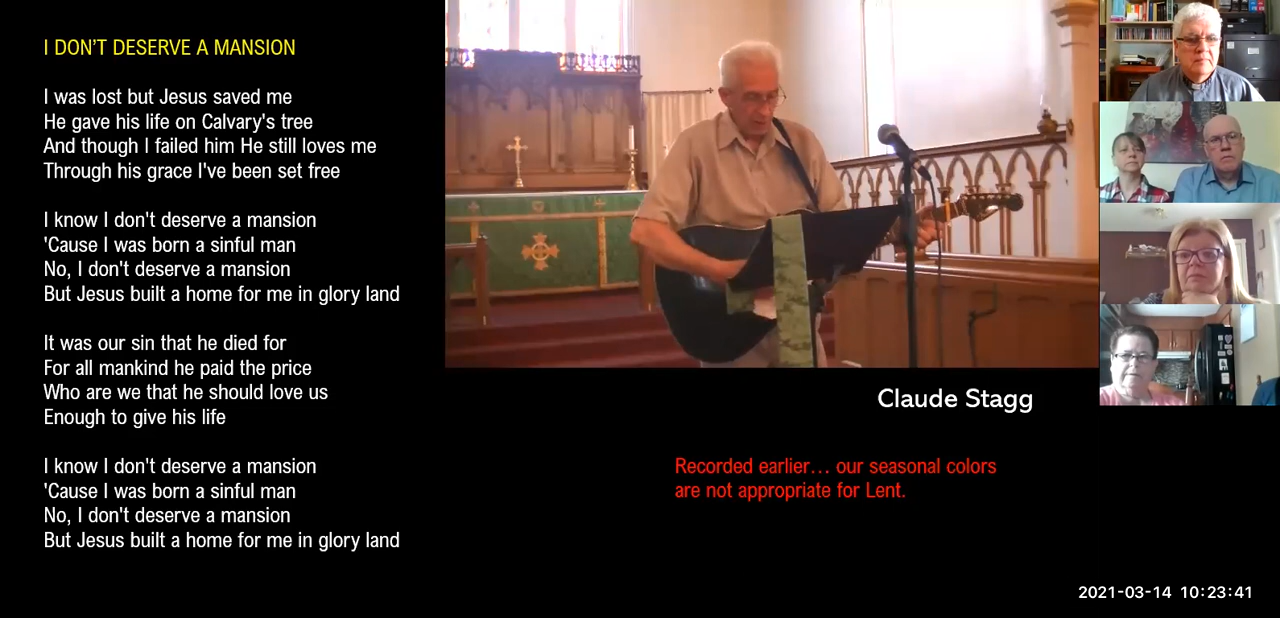 I DON'T DESERVE A MANSION
I was lost but Jesus saved me
He gave his life on Calvary's tree
And though I failed him He still loves me
Through his grace I've been set free
I know I don't deserve a mansion
'Cause I was born a sinful man
No, I don't deserve a mansion
But Jesus built a home for me in glory land
It was our sin that he died for
For all mankind he paid the price
Who are we that he should love us
Enough to give his life
I know I don't deserve a mansion
'Cause I was born a sinful man
No, I don't deserve a mansion
But Jesus built a home for me in glory land
Claude Stagg
Recorded earlier... our seasonal colors
are not appropriate for Lent.
2021-03-14 10:23:41